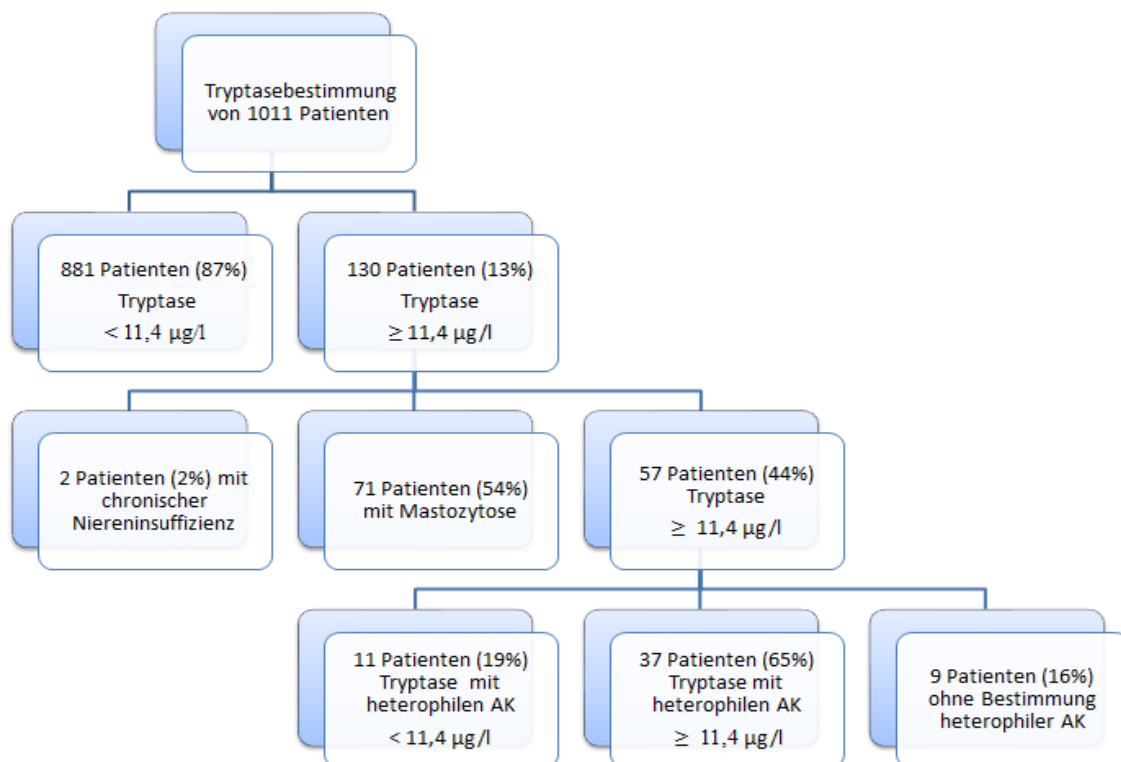 Tryptasebestimmung
von 1011 Patienten
881 Patienten (87%)
Tryptase
< 11,4 µg/l
130 Patienten (13%)
Tryptase
≥ 11,4 µg/l
2 Patienten (2%) mit
chronischer
Niereninsuffizienz
71 Patienten (54%)
mit Mastozytose
57 Patienten (44%)
Tryptase
≥ 11,4 µg/l
11 Patienten (19%)
Tryptase mit
heterophilen AK
< 11,4 µg/l
37 Patienten (65%)
Tryptase mit
heterophilen AK
≥ 11,4 µg/l
9 Patienten (16%)
ohne Bestimmung
heterophiler AK